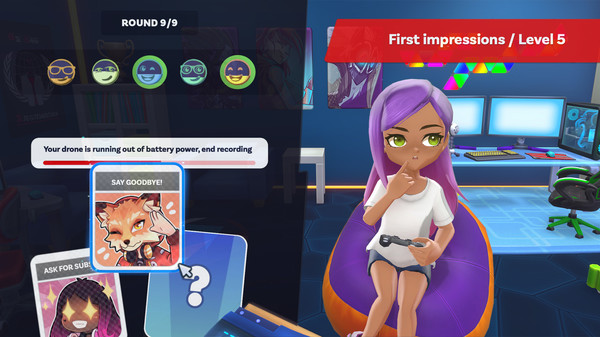 ROUND 9/9
First impressions / Level 5
Your drone is running out of battery power, end recording
SAY GOODBYE!
ASK FOR SUBS
?